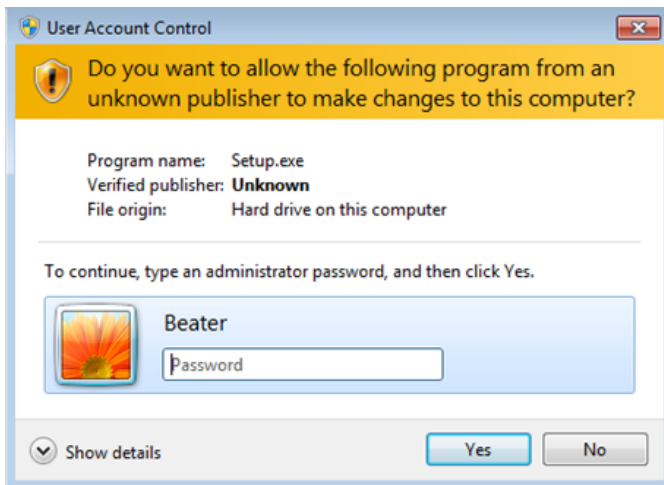 User Account Control
Do you want to allow the following program from an
unknown publisher to make changes to this computer?
Program name: Setup.exe
Verified publisher: Unknown
File origin: Hard drive on this computer
To continue, type an administrator password, and then click Yes.
Beater
Password
Show details Yes No